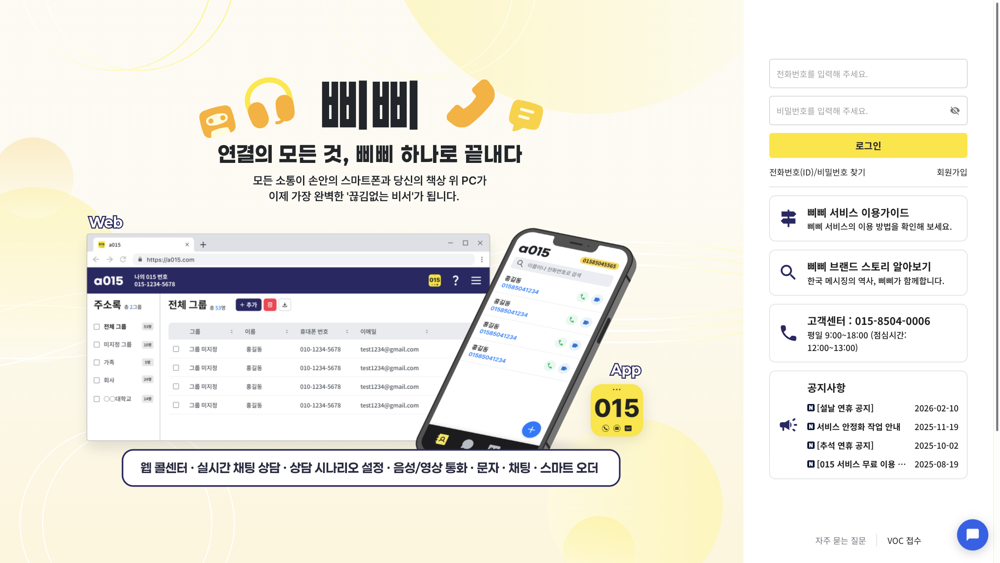 삐삐
연결의 모든 것, 삐삐 하나로 끝내다
모든 소통이 손안의 스마트폰과 당신의 책상 위 PC가
이제 가장 완벽한 '끊김없는 비서'가 됩니다.
Web
015 a015
https://a015.com
a015
나의 015 번호
015-1234-5678
015
?
주소록 총 2그룹
전체 그룹 53명
미지정 그룹 10명
가족 5명
회사 24명
○○대학교 14명
전체 그룹 총 53명
+ 추가
그룹 이름 휴대폰 번호 이메일
그룹 미지정 홍길동 010-1234-5678 test1234@gmail.com
그룹 미지정 홍길동 010-1234-5678 test1234@gmail.com
그룹 미지정 홍길동 010-1234-5678 test1234@gmail.com
그룹 미지정 홍길동 010-1234-5678 test1234@gmail.com
a015
01585045565
이름이나 전화번호로 검색
홍길동
01585041234
홍길동
01585041234
홍길동
01585041234
홍길동
01585041234
App
015
웹 콜센터 · 실시간 채팅 상담 · 상담 시나리오 설정 · 음성/영상 통화 · 문자 · 채팅 · 스마트 오더
전화번호를 입력해 주세요.
비밀번호를 입력해 주세요.
로그인
전화번호(ID)/비밀번호 찾기
회원가입
삐삐 서비스 이용가이드
삐삐 서비스의 이용 방법을 확인해 보세요.
삐삐 브랜드 스토리 알아보기
한국 메시징의 역사, 삐삐가 함께합니다.
고객센터 : 015-8504-0006
평일 9:00~18:00 (점심시간:
12:00~13:00)
공지사항
N [설날 연휴 공지] 2026-02-10
N 서비스 안정화 작업 안내 2025-11-19
N [추석 연휴 공지] 2025-10-02
N [015 서비스 무료 이용 ··· 2025-08-19
자주 묻는 질문
VOC 접수